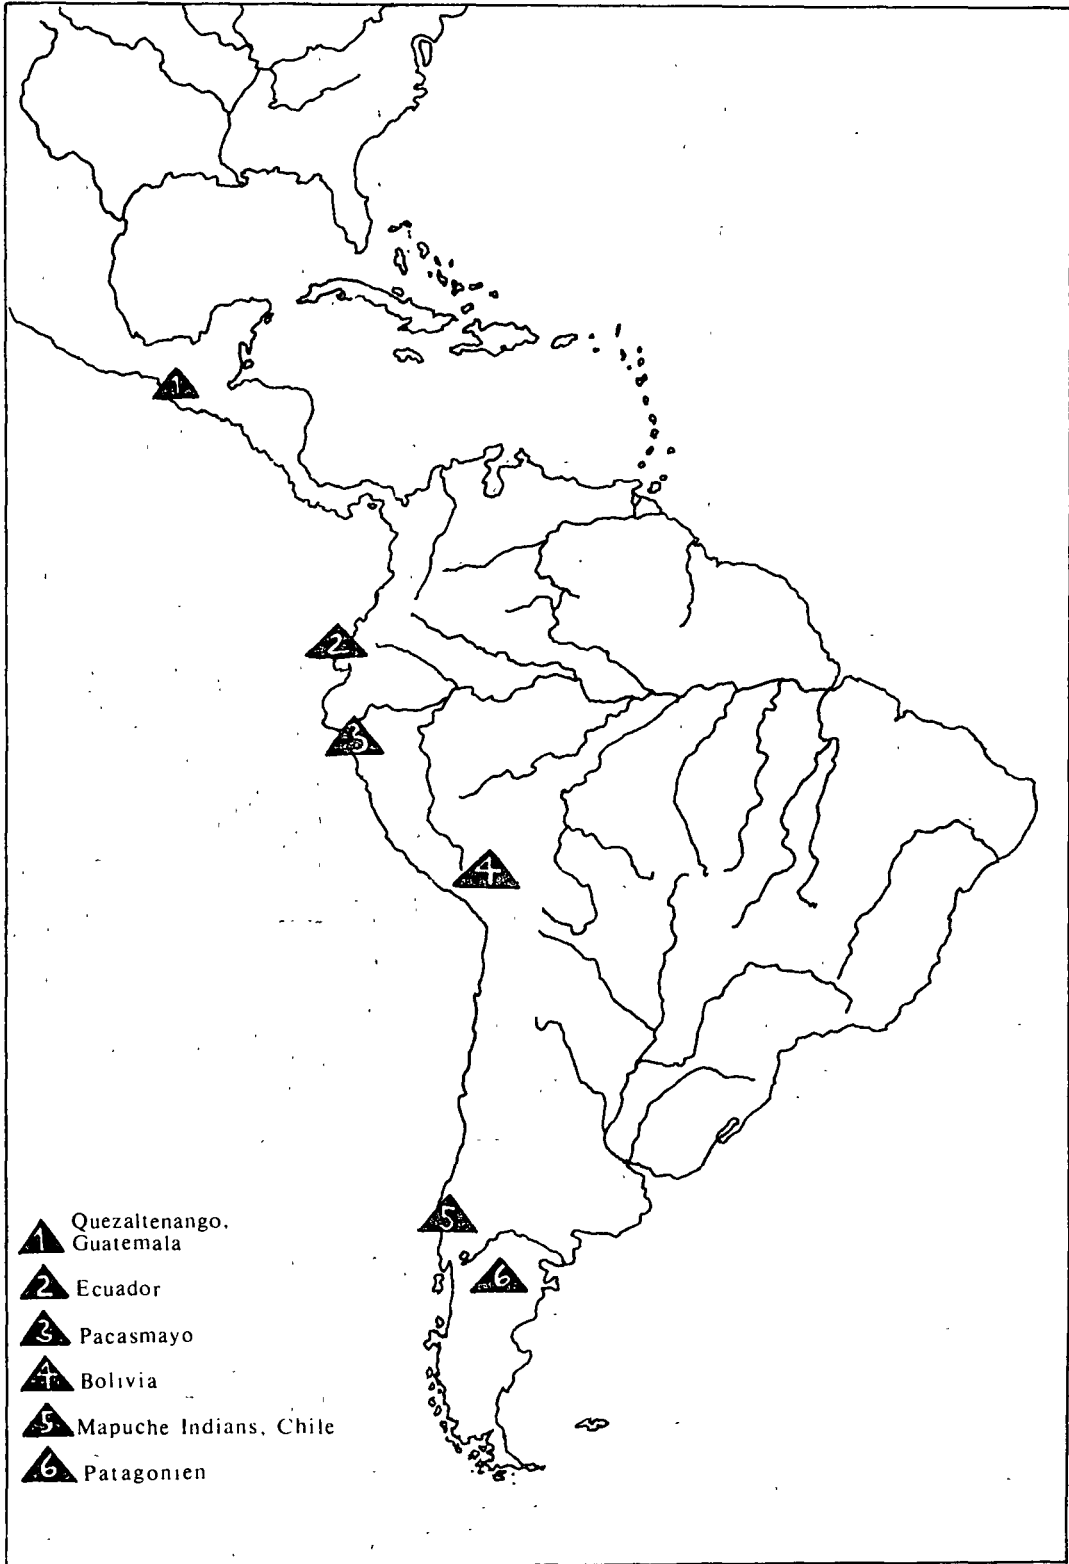 1
2
3
4
5
6
1 Quezaltenango,
Guatemala
2 Ecuador
3 Pacasmayo
4 Bolivia
5 Mapuche Indians, Chile
6 Patagonien